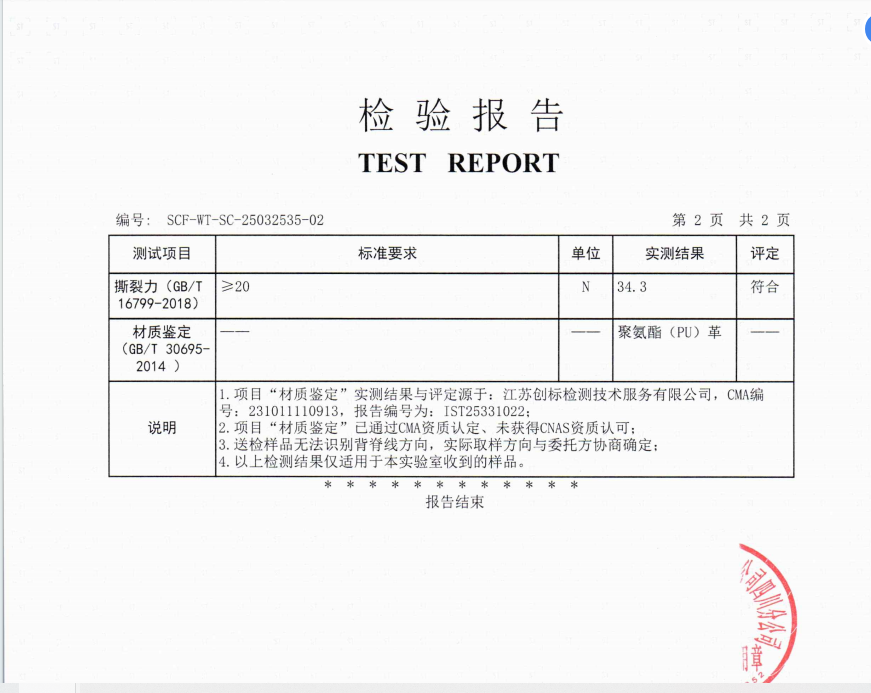 检验报告
TEST REPORT
编号: SCF-WT-SC-25032535-02
第 2 页 共 2 页
测试项目 标准要求 单位 实测结果 评定
撕裂力（GB/T 16799-2018） ≥20 N 34.3 符合
材质鉴定（GB/T 30695-2014 ） —— —— 聚氨酯（PU）革 ——
说明
1.项目“材质鉴定”实测结果与评定源于: 江苏创标检测技术服务有限公司, CMA编
号: 231011110913, 报告编号为: IST25331022;
2.项目“材质鉴定”已通过CMA资质认定、未获得CNAS资质认可;
3.送检样品无法识别背脊线方向, 实际取样方向与委托方协商确定;
4.以上检测结果仅适用于本实验室收到的样品。
* * * * * * * * * * * *
报告结束
公司四川分公司
章